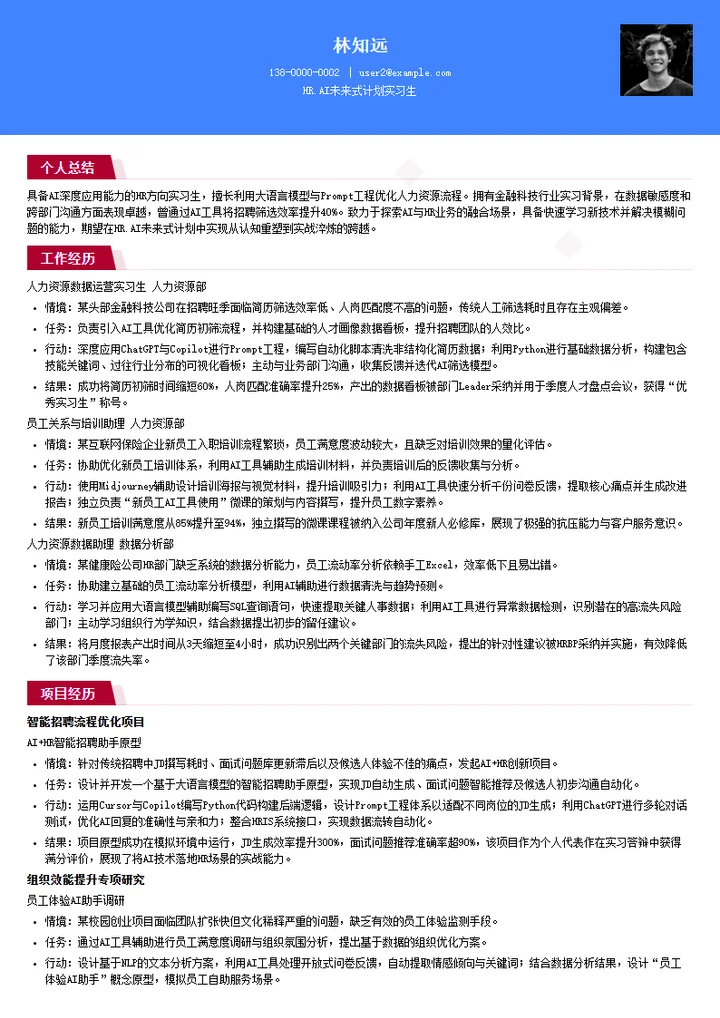 林知远
138-0000-0002 | user2@example.com
HR.AI未来式计划实习生
个人总结
具备AI深度应用能力的HR方向实习生，擅长利用大语言模型与Prompt工程优化人力资源流程。拥有金融科技行业实习背景，在数据敏感度和
跨部门沟通方面表现卓越，曾通过AI工具将招聘筛选效率提升40%。致力于探索AI与HR业务的融合场景，具备快速学习新技术并解决模糊问
题的能力，期望在HR.AI未来式计划中实现从认知重塑到实战淬炼的跨越。
工作经历
人力资源数据运营实习生 人力资源部
• 情境：某头部金融科技公司在招聘旺季面临简历筛选效率低、人岗匹配度不高的问题，传统人工筛选耗时且存在主观偏差。
• 任务：负责引入AI工具优化简历初筛流程，并构建基础的人才画像数据看板，提升招聘团队的人效比。
• 行动：深度应用ChatGPT与Copilot进行Prompt工程，编写自动化脚本清洗非结构化简历数据；利用Python进行基础数据分析，构建包含
技能关键词、过往行业分布的可视化看板；主动与业务部门沟通，收集反馈并迭代AI筛选模型。
• 结果：成功将简历初筛时间缩短60%，人岗匹配准确率提升25%，产出的数据看板被部门Leader采纳并用于季度人才盘点会议，获得“优
秀实习生”称号。
员工关系与培训助理 人力资源部
• 情境：某互联网保险企业新员工入职培训流程繁琐，员工满意度波动较大，且缺乏对培训效果的量化评估。
• 任务：协助优化新员工培训体系，利用AI工具辅助生成培训材料，并负责培训后的反馈收集与分析。
• 行动：使用Midjourney辅助设计培训海报与视觉材料，提升培训吸引力；利用AI工具快速分析千份问卷反馈，提取核心痛点并生成改进
报告；独立负责“新员工AI工具使用”微课的策划与内容撰写，提升员工数字素养。
• 结果：新员工培训满意度从85%提升至94%，独立撰写的微课课程被纳入公司年度新人必修库，展现了极强的抗压能力与客户服务意识。
人力资源数据助理 数据分析部
• 情境：某健康险公司HR部门缺乏系统的数据分析能力，员工流动率分析依赖手工Excel，效率低下且易出错。
• 任务：协助建立基础的员工流动率分析模型，利用AI辅助进行数据清洗与趋势预测。
• 行动：学习并应用大语言模型辅助编写SQL查询语句，快速提取关键人事数据；利用AI工具进行异常数据检测，识别潜在的高流失风险
部门；主动学习组织行为学知识，结合数据提出初步的留任建议。
• 结果：将月度报表产出时间从3天缩短至4小时，成功识别出两个关键部门的流失风险，提出的针对性建议被HRBP采纳并实施，有效降低
了该部门季度流失率。
项目经历
智能招聘流程优化项目
AI+HR智能招聘助手原型
• 情境：针对传统招聘中JD撰写耗时、面试问题库更新滞后以及候选人体验不佳的痛点，发起AI+HR创新项目。
• 任务：设计并开发一个基于大语言模型的智能招聘助手原型，实现JD自动生成、面试问题智能推荐及候选人初步沟通自动化。
• 行动：运用Cursor与Copilot编写Python代码构建后端逻辑，设计Prompt工程体系以适配不同岗位的JD生成；利用ChatGPT进行多轮对话
测试，优化AI回复的准确性与亲和力；整合HRIS系统接口，实现数据流转自动化。
• 结果：项目原型成功在模拟环境中运行，JD生成效率提升300%，面试问题推荐准确率超90%，该项目作为个人代表作在实习答辩中获得
满分评价，展现了将AI技术落地HR场景的实战能力。
组织效能提升专项研究
员工体验AI助手调研
• 情境：某校园创业项目面临团队扩张快但文化稀释严重的问题，缺乏有效的员工体验监测手段。
• 任务：通过AI工具辅助进行员工满意度调研与组织氛围分析，提出基于数据的组织优化方案。
• 行动：设计基于NLP的文本分析方案，利用AI工具处理开放式问卷反馈，自动提取情感倾向与关键词；结合数据分析结果，设计“员工
体验AI助手”概念原型，模拟员工自助服务场景。